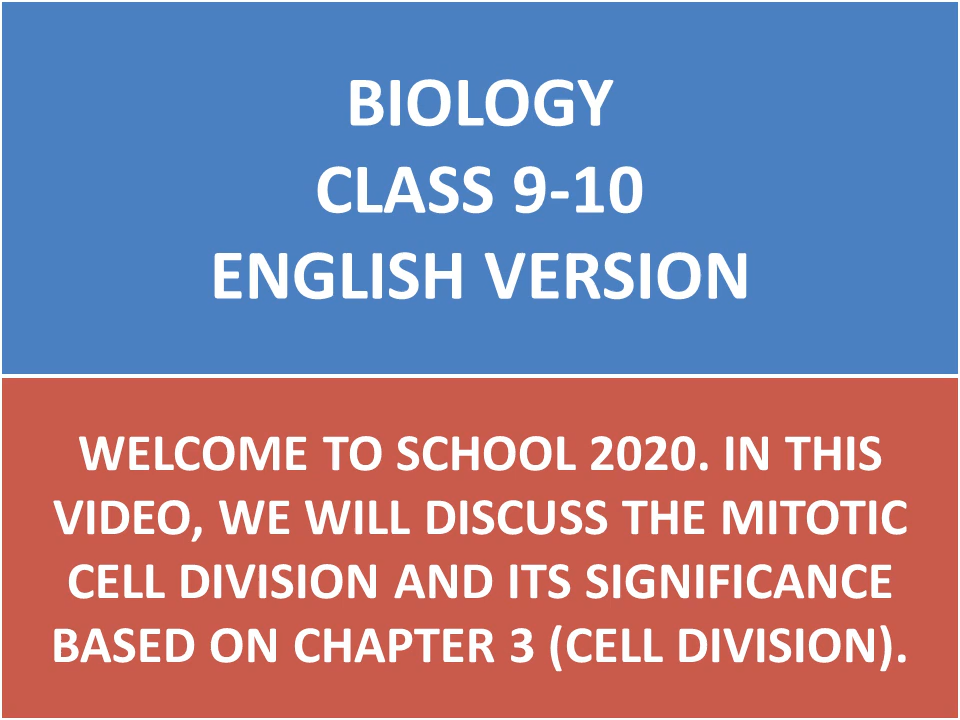 BIOLOGY
CLASS 9-10
ENGLISH VERSION
WELCOME TO SCHOOL 2020. IN THIS
VIDEO, WE WILL DISCUSS THE MITOTIC
CELL DIVISION AND ITS SIGNIFICANCE
BASED ON CHAPTER 3 (CELL DIVISION).